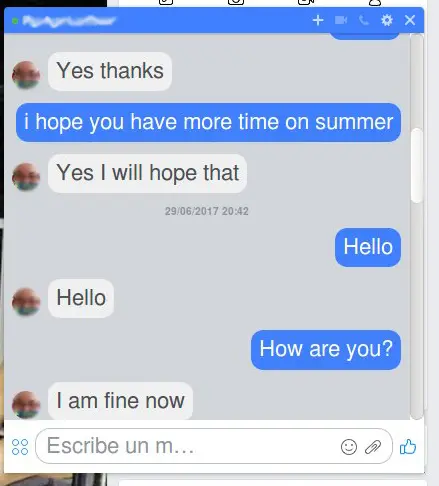 Yes thanks
i hope you have more time on summer
Yes I will hope that
29/06/2017 20:42
Hello
Hello
How are you?
I am fine now
Escribe un m...